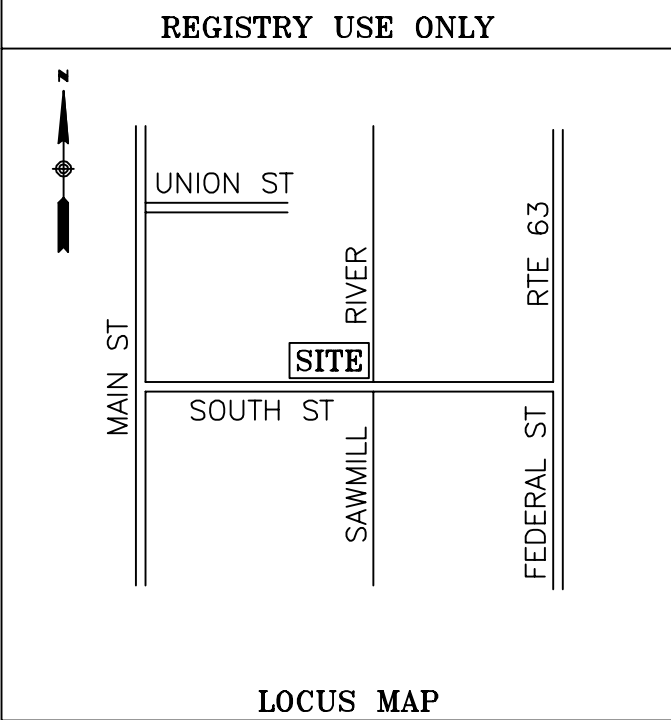 REGISTRY USE ONLY
N
UNION ST
RTE 63
RIVER
MAIN ST
SITE
SOUTH ST
SAWMILL
FEDERAL ST
LOCUS MAP